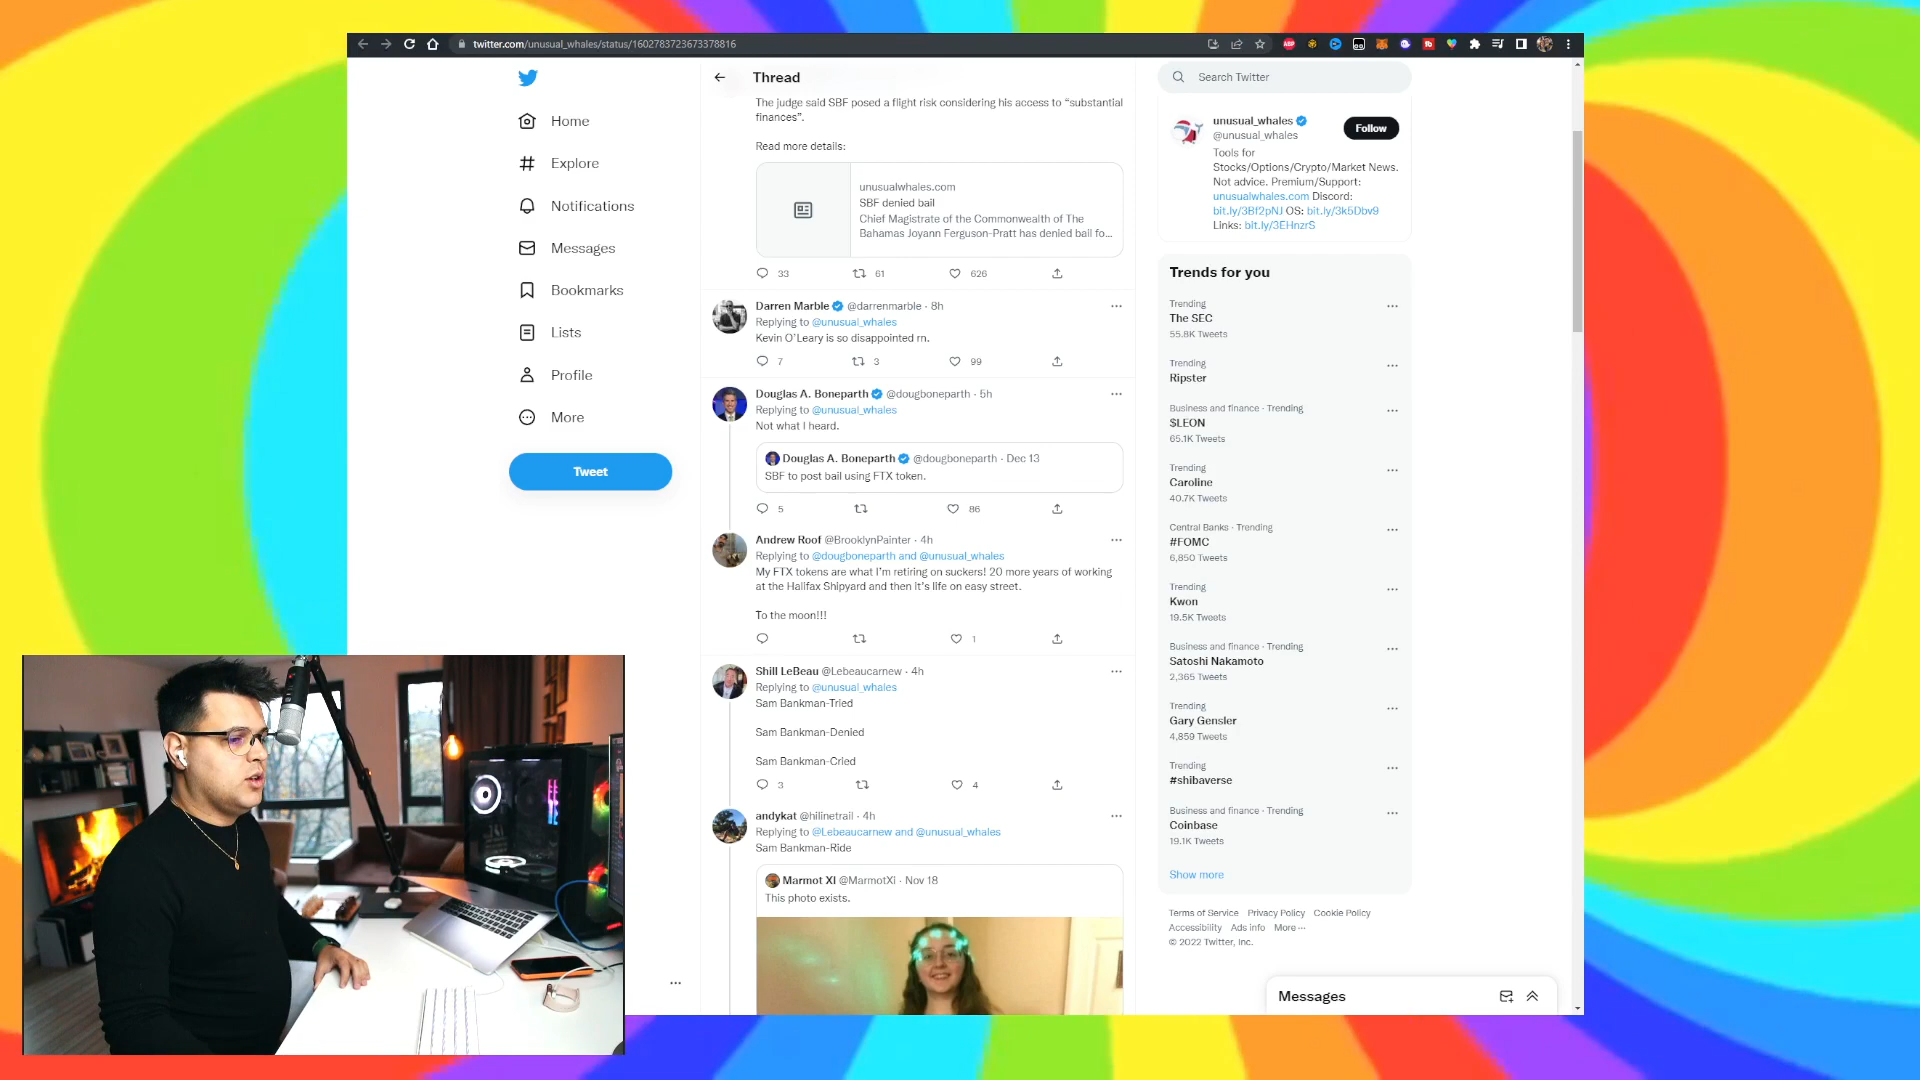 twitter.com/unusual_whales/status/1602783723673378816
Home
Explore
Notifications
Messages
Bookmarks
Lists
Profile
More
Tweet
Thread
The judge said SBF posed a flight risk considering his access to “substantial
finances”.
Read more details:
unusualwhales.com
SBF denied bail
Chief Magistrate of the Commonwealth of The
Bahamas Joyann Ferguson-Pratt has denied bail fo...
33 61 626
Darren Marble @darrenmarble · 8h
Replying to @unusual_whales
Kevin O'Leary is so disappointed rn.
7 3 99
Douglas A. Boneparth @dougboneparth · 5h
Replying to @unusual_whales
Not what I heard.
Douglas A. Boneparth @dougboneparth · Dec 13
SBF to post bail using FTX token.
5 86
Andrew Roof @BrooklynPainter · 4h
Replying to @dougboneparth and @unusual_whales
My FTX tokens are what I'm retiring on suckers! 20 more years of working
at the Halifax Shipyard and then it's life on easy street.
To the moon!!!
1
Shill LeBeau @Lebeaucarnew · 4h
Replying to @unusual_whales
Sam Bankman-Tried
Sam Bankman-Denied
Sam Bankman-Cried
3 4
andykat @hilinetrail · 4h
Replying to @Lebeaucarnew and @unusual_whales
Sam Bankman-Ride
Marmot XI @MarmotXi · Nov 18
This photo exists.
Search Twitter
unusual_whales
@unusual_whales
Follow
Tools for
Stocks/Options/Crypto/Market News.
Not advice. Premium/Support:
unusualwhales.com Discord:
bit.ly/3Bf2pNJ OS: bit.ly/3k5Dbv9
Links: bit.ly/3EHnzrS
Trends for you
Trending
The SEC
55.8K Tweets
Trending
Ripster
Business and finance · Trending
$LEON
65.1K Tweets
Trending
Caroline
40.7K Tweets
Central Banks · Trending
#FOMC
6,850 Tweets
Trending
Kwon
19.5K Tweets
Business and finance · Trending
Satoshi Nakamoto
2,365 Tweets
Trending
Gary Gensler
4,859 Tweets
Trending
#shibaverse
Business and finance · Trending
Coinbase
19.1K Tweets
Show more
Terms of Service Privacy Policy Cookie Policy
Accessibility Ads info More ···
© 2022 Twitter, Inc.
Messages